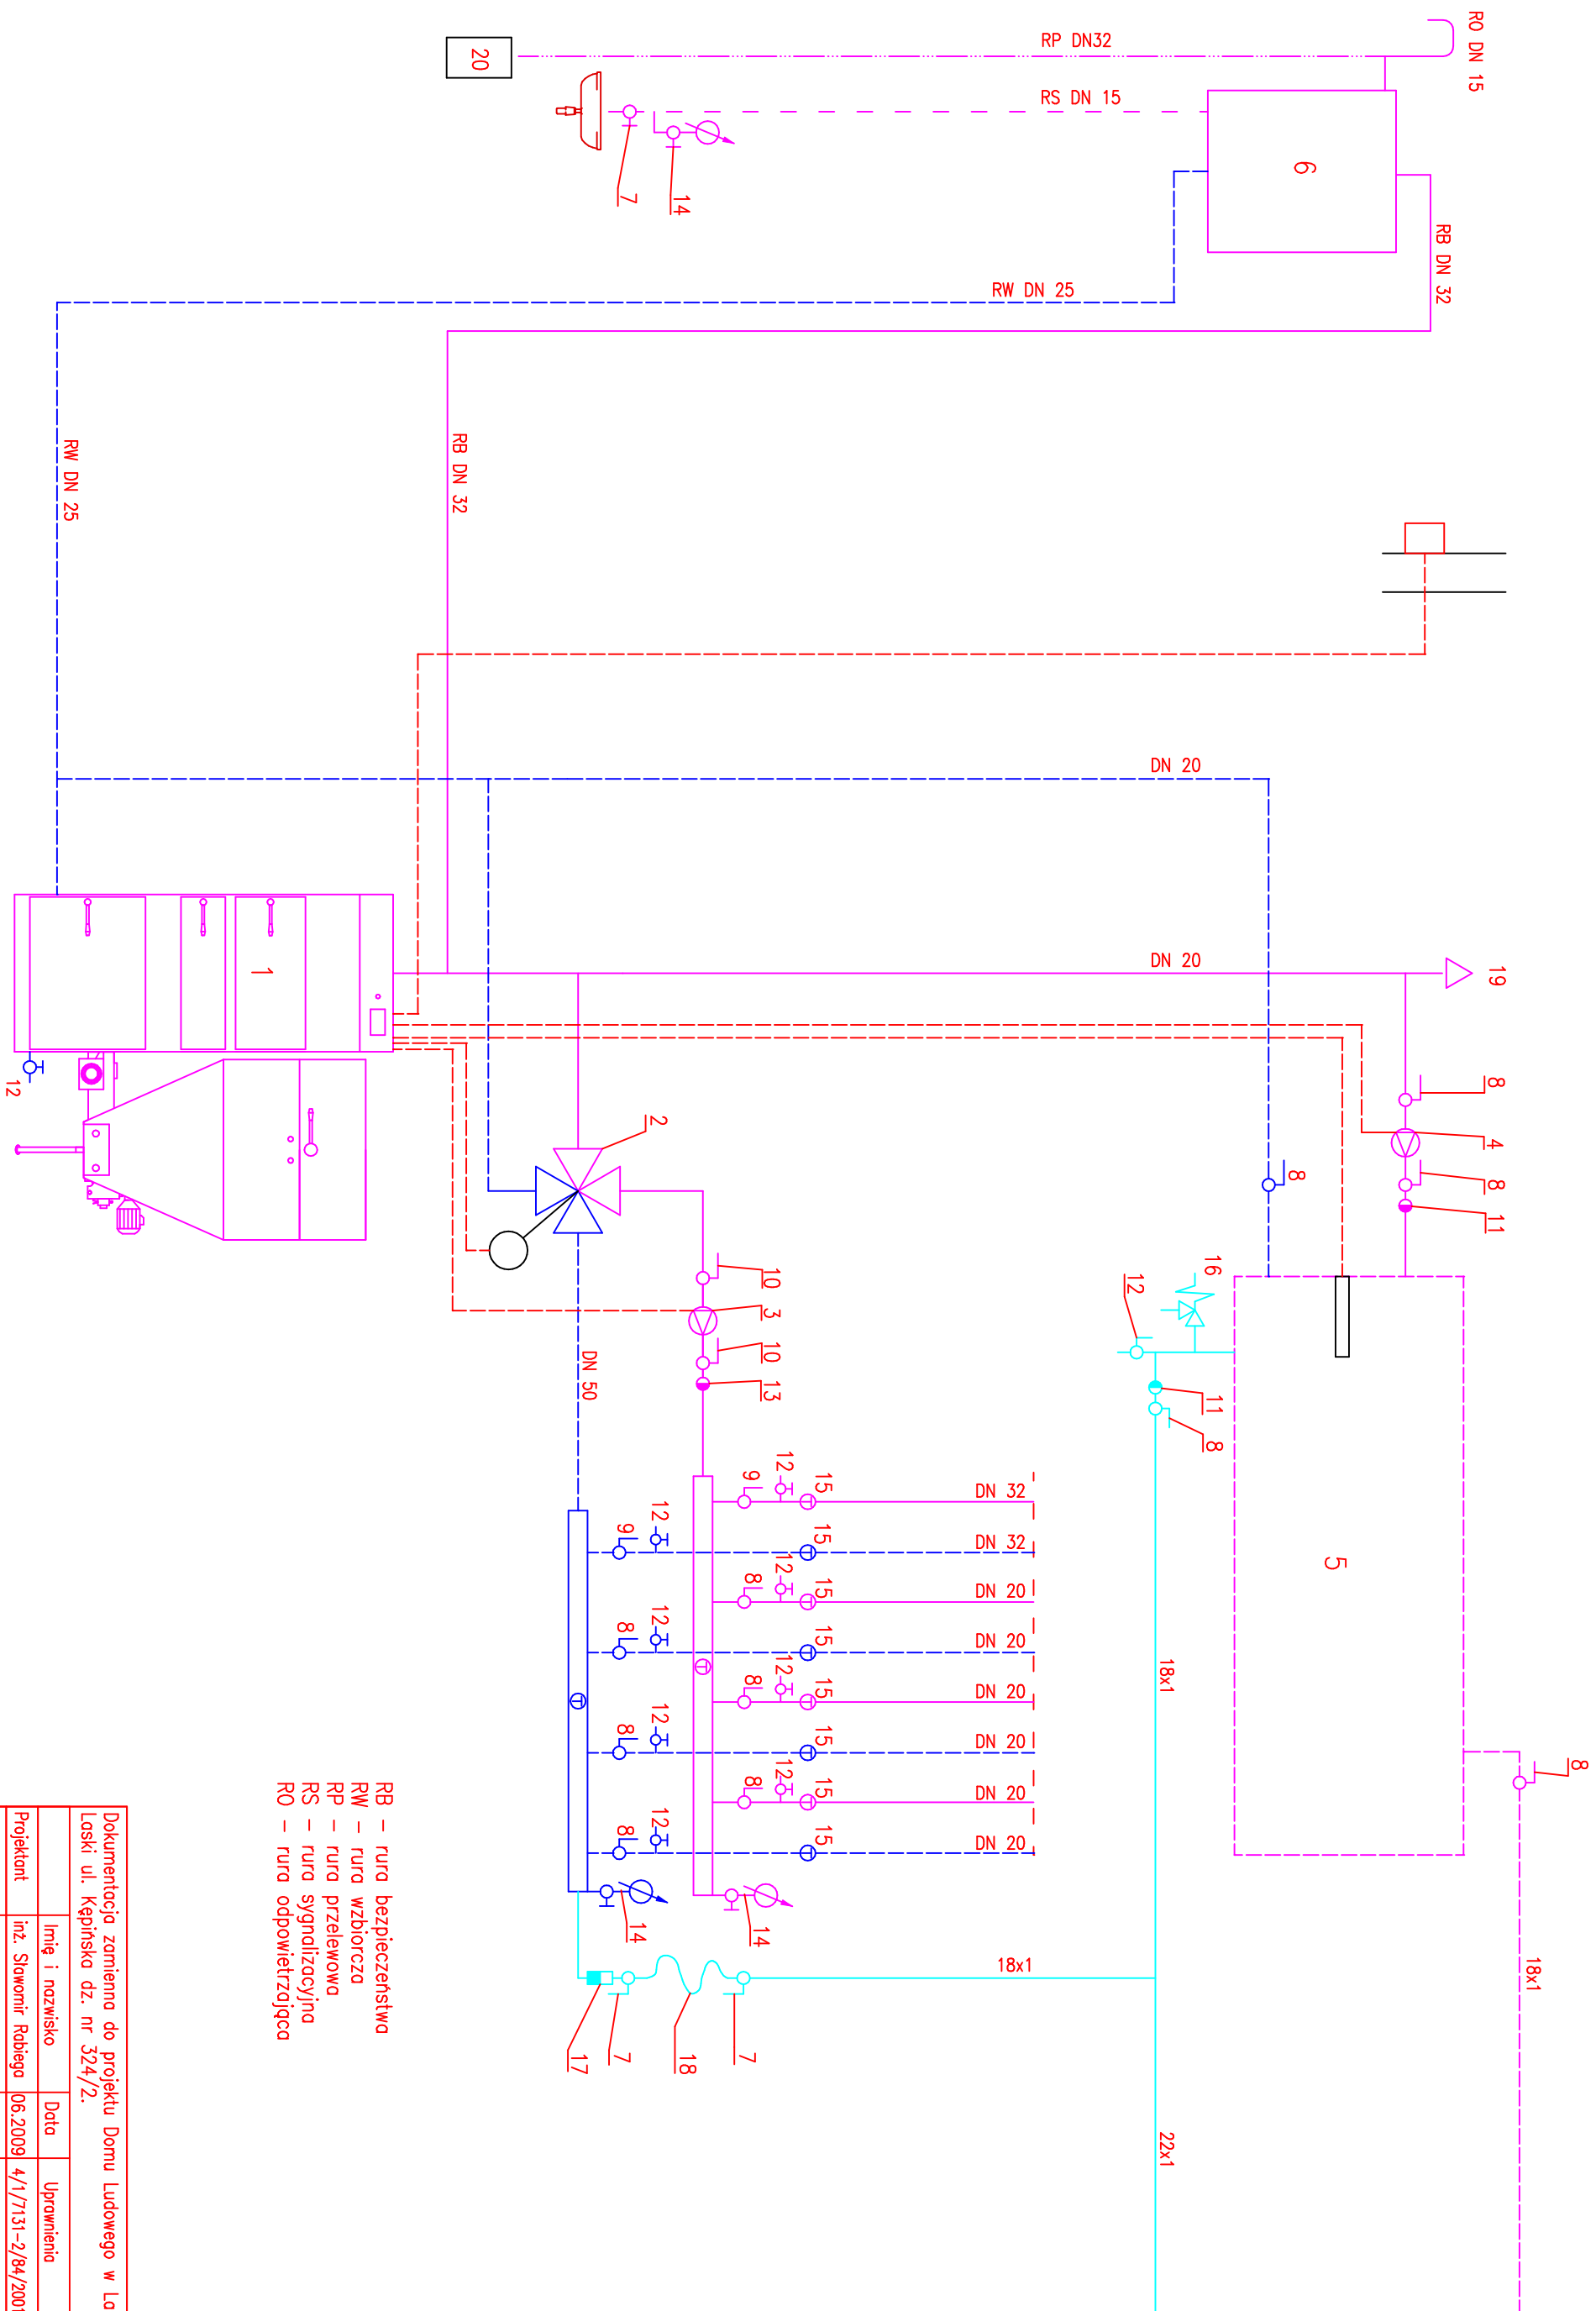 RO DN 15
RP DN32
RS DN 15
20
6
7
14
RB DN 32
RW DN 25
RB DN 32
RW DN 25
DN 20
DN 20
19
1
12
8
4
8
11
8
2
16
12
11
8
10
3
10
13
DN 50
5
15
12
9
DN 32
15
12
9
DN 32
15
12
8
DN 20
15
12
8
DN 20
15
12
8
DN 20
15
12
8
DN 20
15
12
8
DN 20
15
12
8
DN 20
14
14
18x1
8
18x1
18x1
22x1
7
18
7
17
RB - rura bezpieczeństwa
RW - rura wzbiorcza
RP - rura przelewowa
RS - rura sygnalizacyjna
RO - rura odpowietrzająca
Dokumentacja zamienna do projektu Domu Ludowego w
Laski ul. Kępińska dz. nr 324/2.
Imię i nazwisko Data Uprawnienia
Projektant inż. Sławomir Rabiega 06.2009 4/1/7131-2/84/2001